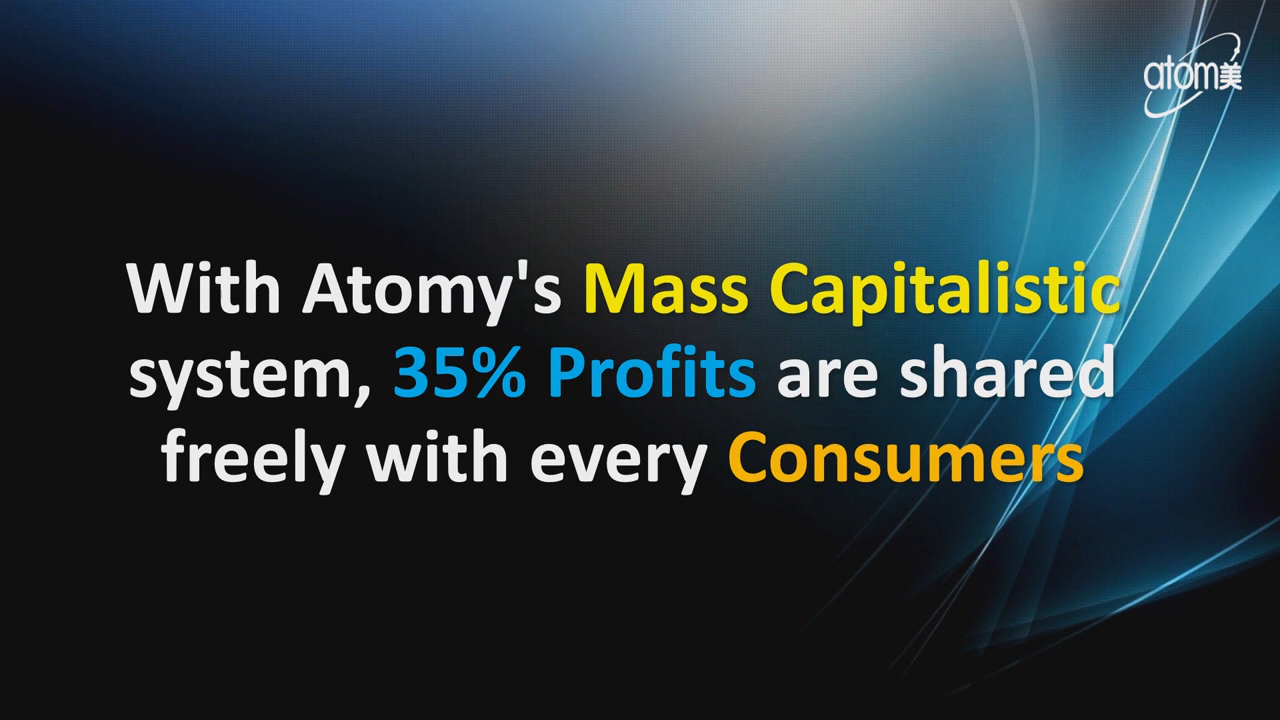 atom美
With Atomy's Mass Capitalistic
system, 35% Profits are shared
freely with every Consumers